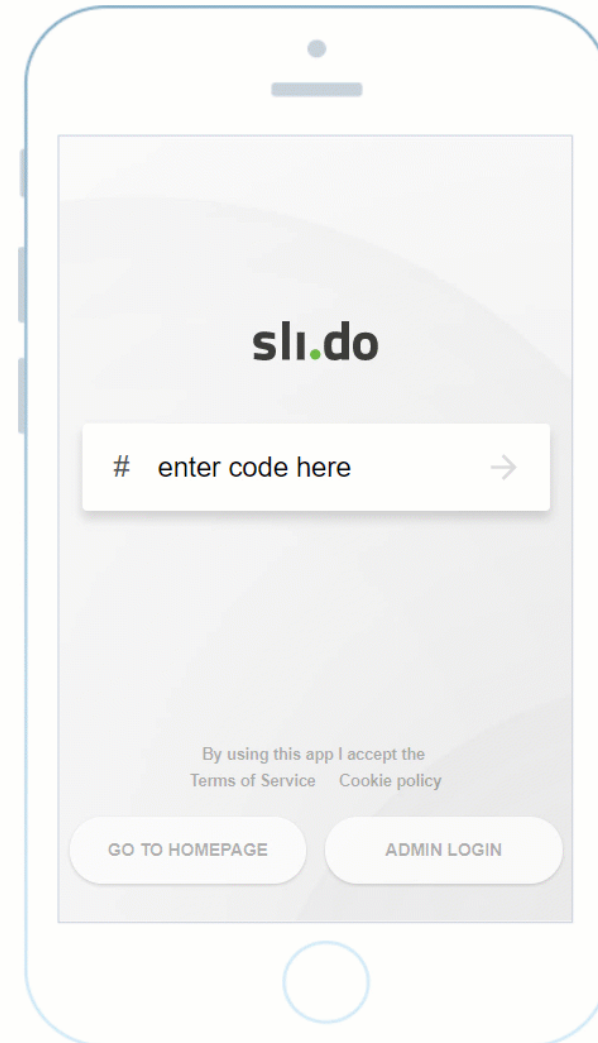 slı.do
# enter code here
By using this app I accept the
Terms of Service Cookie policy
GO TO HOMEPAGE ADMIN LOGIN